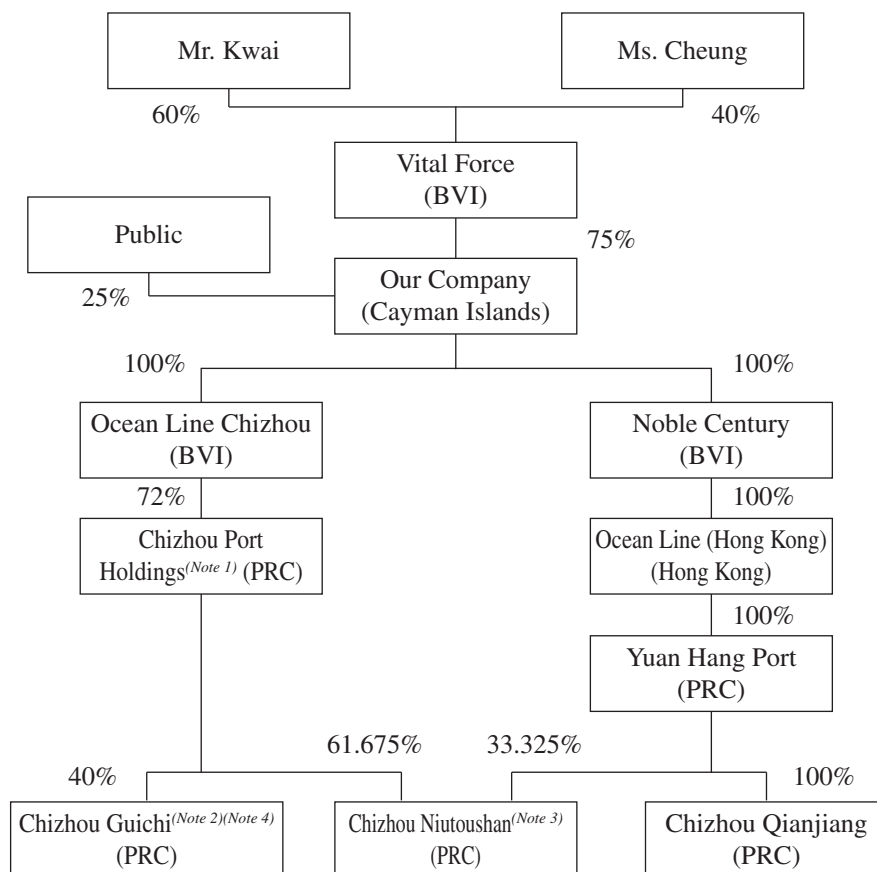 Mr. Kwai
Ms. Cheung
60%
40%
Vital Force
(BVI)
Public
75%
25%
Our Company
(Cayman Islands)
100%
100%
Ocean Line Chizhou
(BVI)
Noble Century
(BVI)
72%
100%
Chizhou Port
Holdings(Note 1) (PRC)
Ocean Line (Hong Kong)
(Hong Kong)
100%
Yuan Hang Port
(PRC)
61.675%
33.325%
40%
100%
Chizhou Guichi(Note 2)(Note 4)
(PRC)
Chizhou Niutoushan(Note 3)
(PRC)
Chizhou Qianjiang
(PRC)